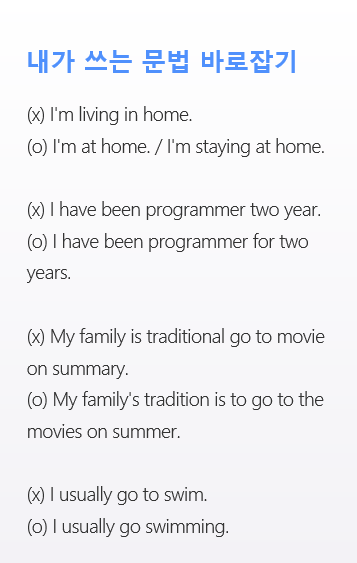 내가 쓰는 문법 바로잡기
(x) I'm living in home.
(o) I'm at home. / I'm staying at home.
(x) I have been programmer two year.
(o) I have been programmer for two
years.
(x) My family is traditional go to movie
on summary.
(o) My family's tradition is to go to the
movies on summer.
(x) I usually go to swim.
(o) I usually go swimming.